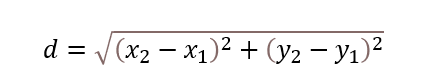 d = √((x₂ − x₁)² + (y₂ − y₁)²)